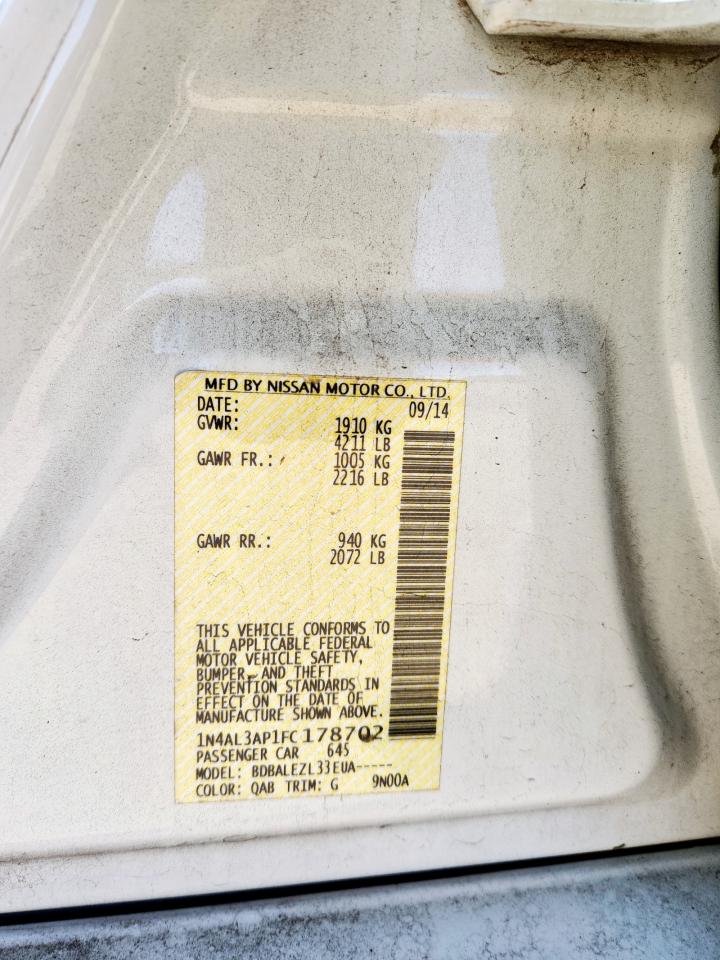 MFD BY NISSAN MOTOR CO., LTD.
DATE: 09/14
GVWR: 1910 KG
4211 LB
GAWR FR.: 1005 KG
2216 LB
GAWR RR.: 940 KG
2072 LB
THIS VEHICLE CONFORMS TO
ALL APPLICABLE FEDERAL
MOTOR VEHICLE SAFETY,
BUMPER, AND THEFT
PREVENTION STANDARDS IN
EFFECT ON THE DATE OF
MANUFACTURE SHOWN ABOVE.
1N4AL3AP1FC178702
PASSENGER CAR 645
MODEL: BDBALEZL33EUA-----
COLOR: QAB TRIM: G 9N00A